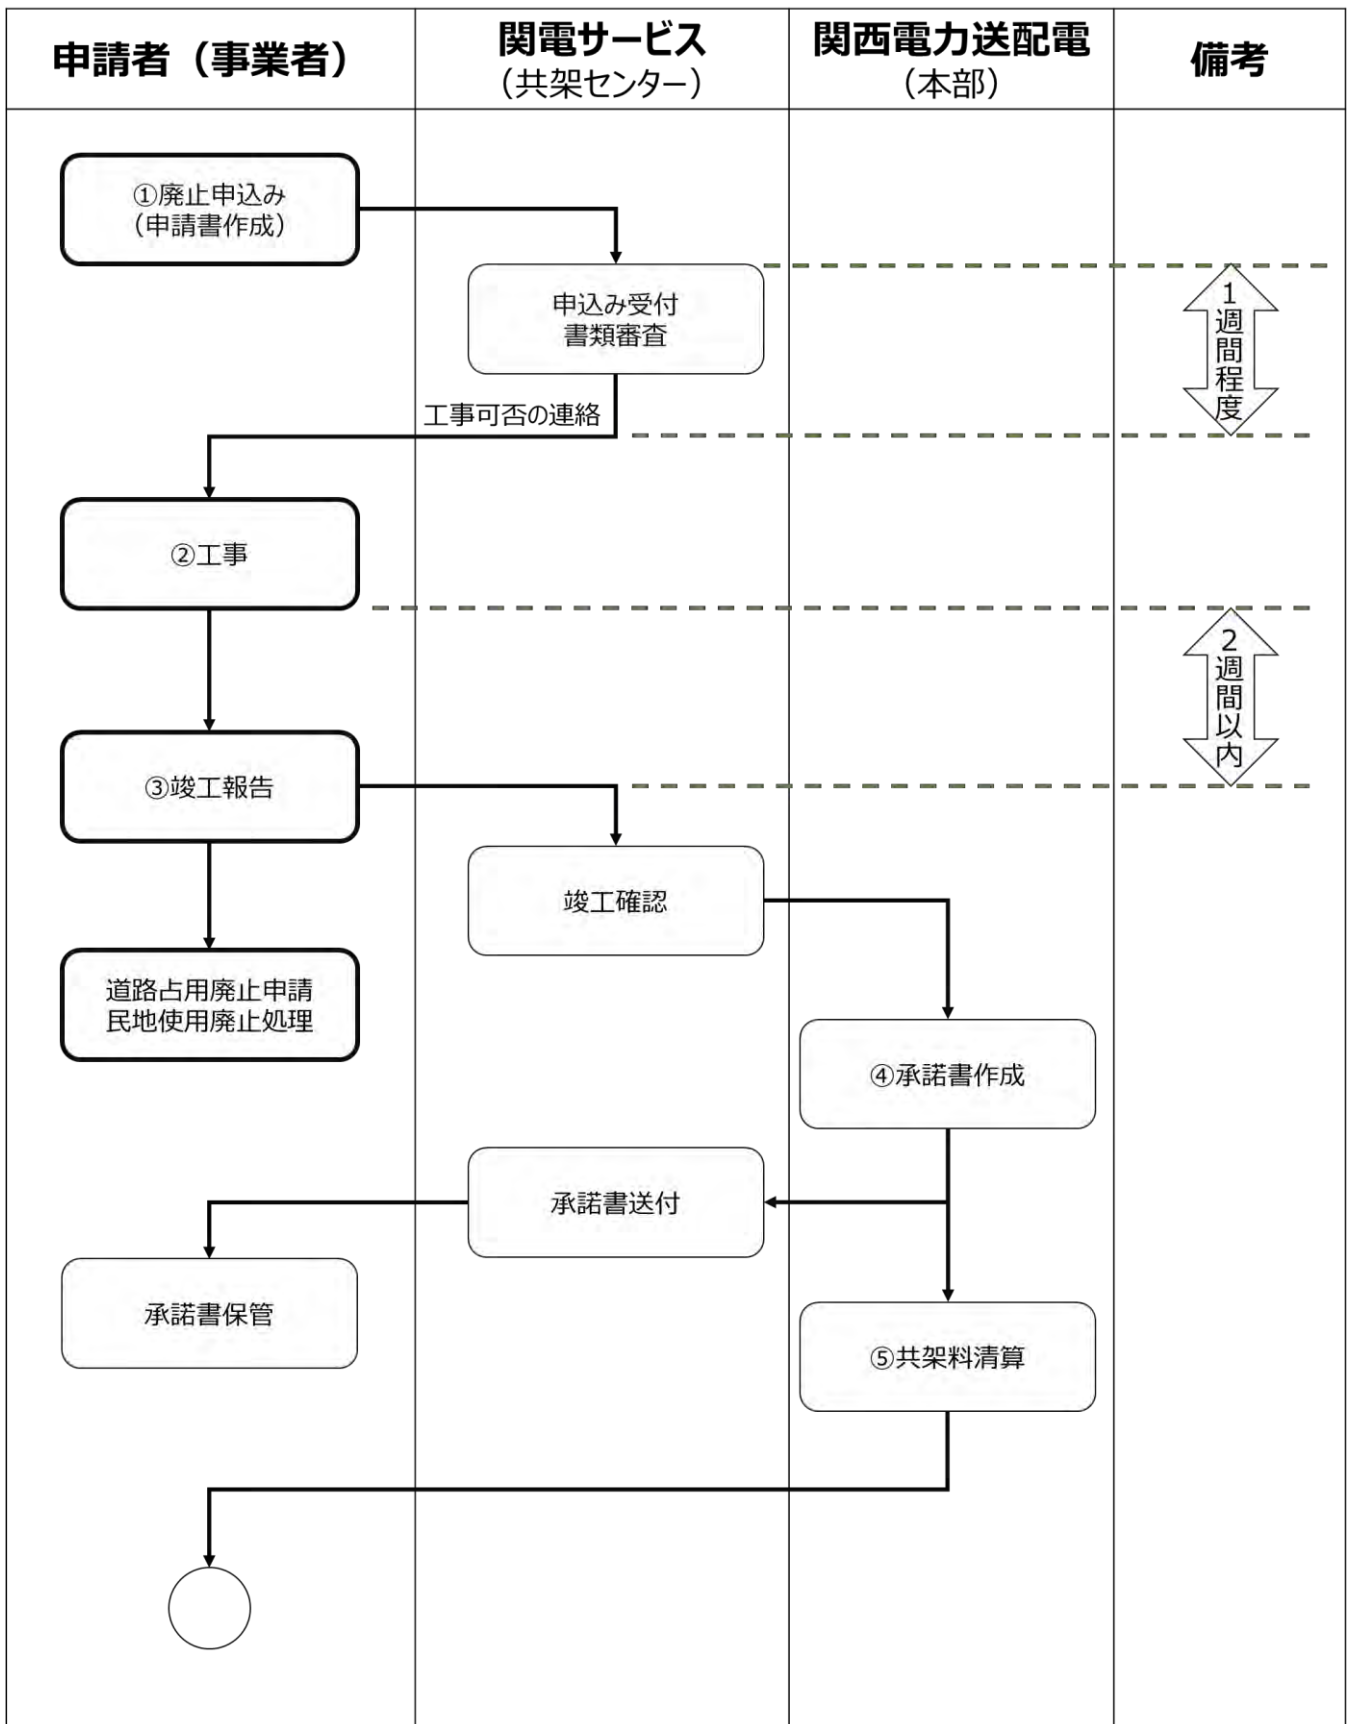 申請者（事業者）
関電サービス
（共架センター）
関西電力送配電
（本部）
備考
①廃止申込み
（申請書作成）
申込み受付
書類審査
1週間程度
工事可否の連絡
②工事
2週間以内
③竣工報告
竣工確認
道路占用廃止申請
民地使用廃止処理
④承諾書作成
承諾書送付
承諾書保管
⑤共架料清算